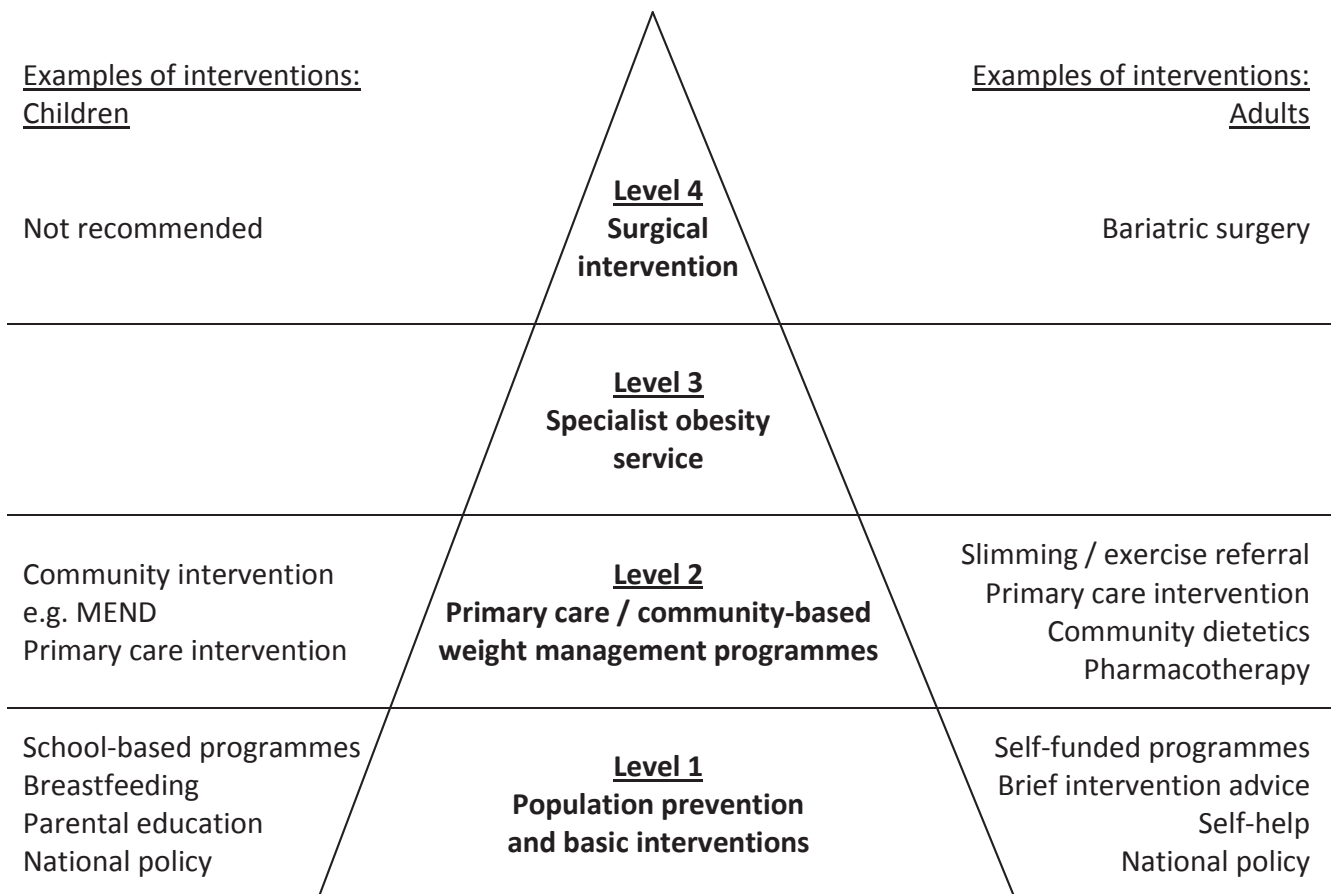 Examples of interventions:
Children
Examples of interventions:
Adults
Level 4
Surgical
intervention
Not recommended
Bariatric surgery
Level 3
Specialist obesity
service
Community intervention
e.g. MEND
Primary care intervention
Level 2
Primary care / community-based
weight management programmes
Slimming / exercise referral
Primary care intervention
Community dietetics
Pharmacotherapy
School-based programmes
Breastfeeding
Parental education
National policy
Level 1
Population prevention
and basic interventions
Self-funded programmes
Brief intervention advice
Self-help
National policy